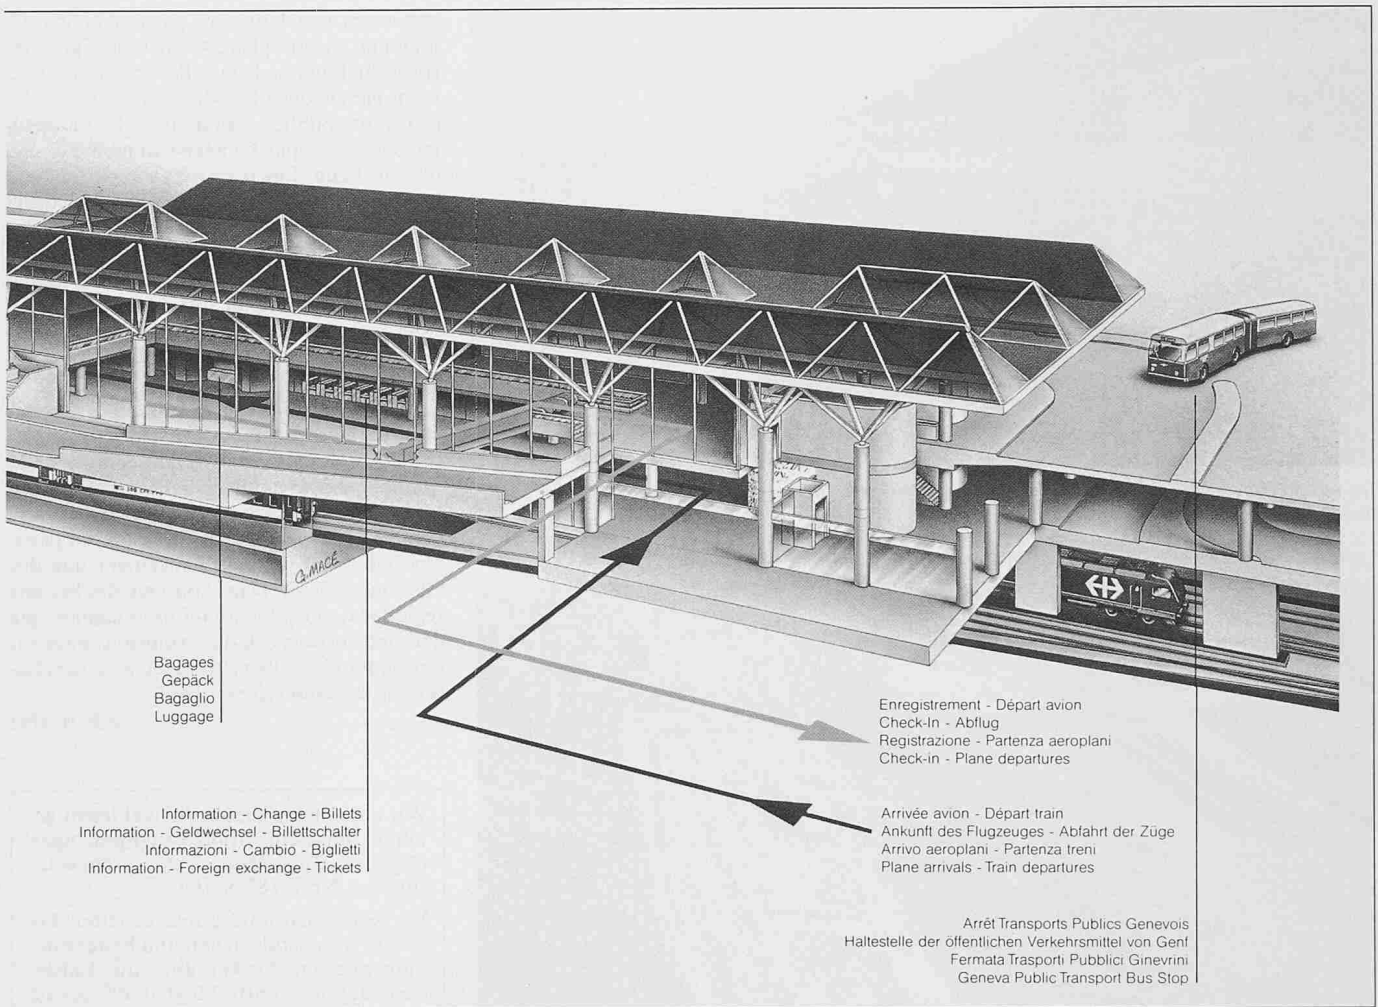 G. MACÉ
Bagages
Gepäck
Bagaglio
Luggage
Information - Change - Billets
Information - Geldwechsel - Billettschalter
Informazioni - Cambio - Biglietti
Information - Foreign exchange - Tickets
Enregistrement - Départ avion
Check-In - Abflug
Registrazione - Partenza aeroplani
Check-in - Plane departures
Arrivée avion - Départ train
Ankunft des Flugzeuges - Abfahrt der Züge
Arrivo aeroplani - Partenza treni
Plane arrivals - Train departures
Arrêt Transports Publics Genevois
Haltestelle der öffentlichen Verkehrsmittel von Genf
Fermata Trasporti Pubblici Ginevrini
Geneva Public Transport Bus Stop